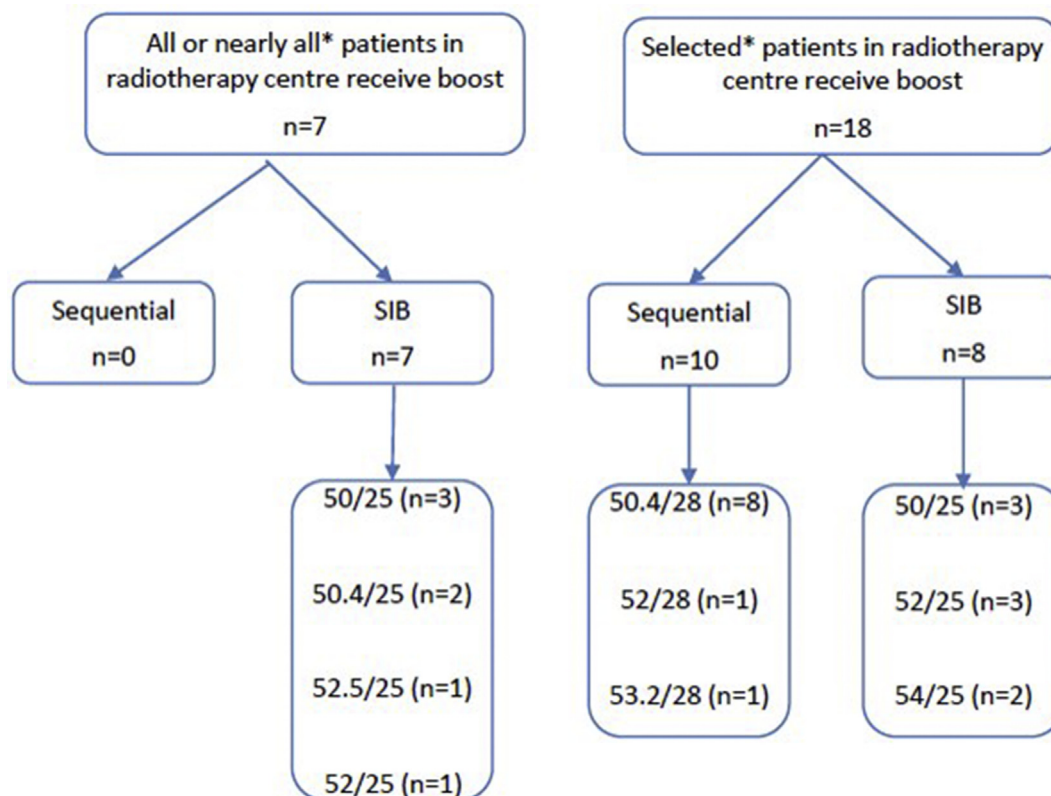 All or nearly all* patients in
radiotherapy centre receive boost
n=7
Selected* patients in radiotherapy
centre receive boost
n=18
Sequential
n=0
SIB
n=7
Sequential
n=10
SIB
n=8
50/25 (n=3)
50.4/25 (n=2)
52.5/25 (n=1)
52/25 (n=1)
50.4/28 (n=8)
52/28 (n=1)
53.2/28 (n=1)
50/25 (n=3)
52/25 (n=3)
54/25 (n=2)